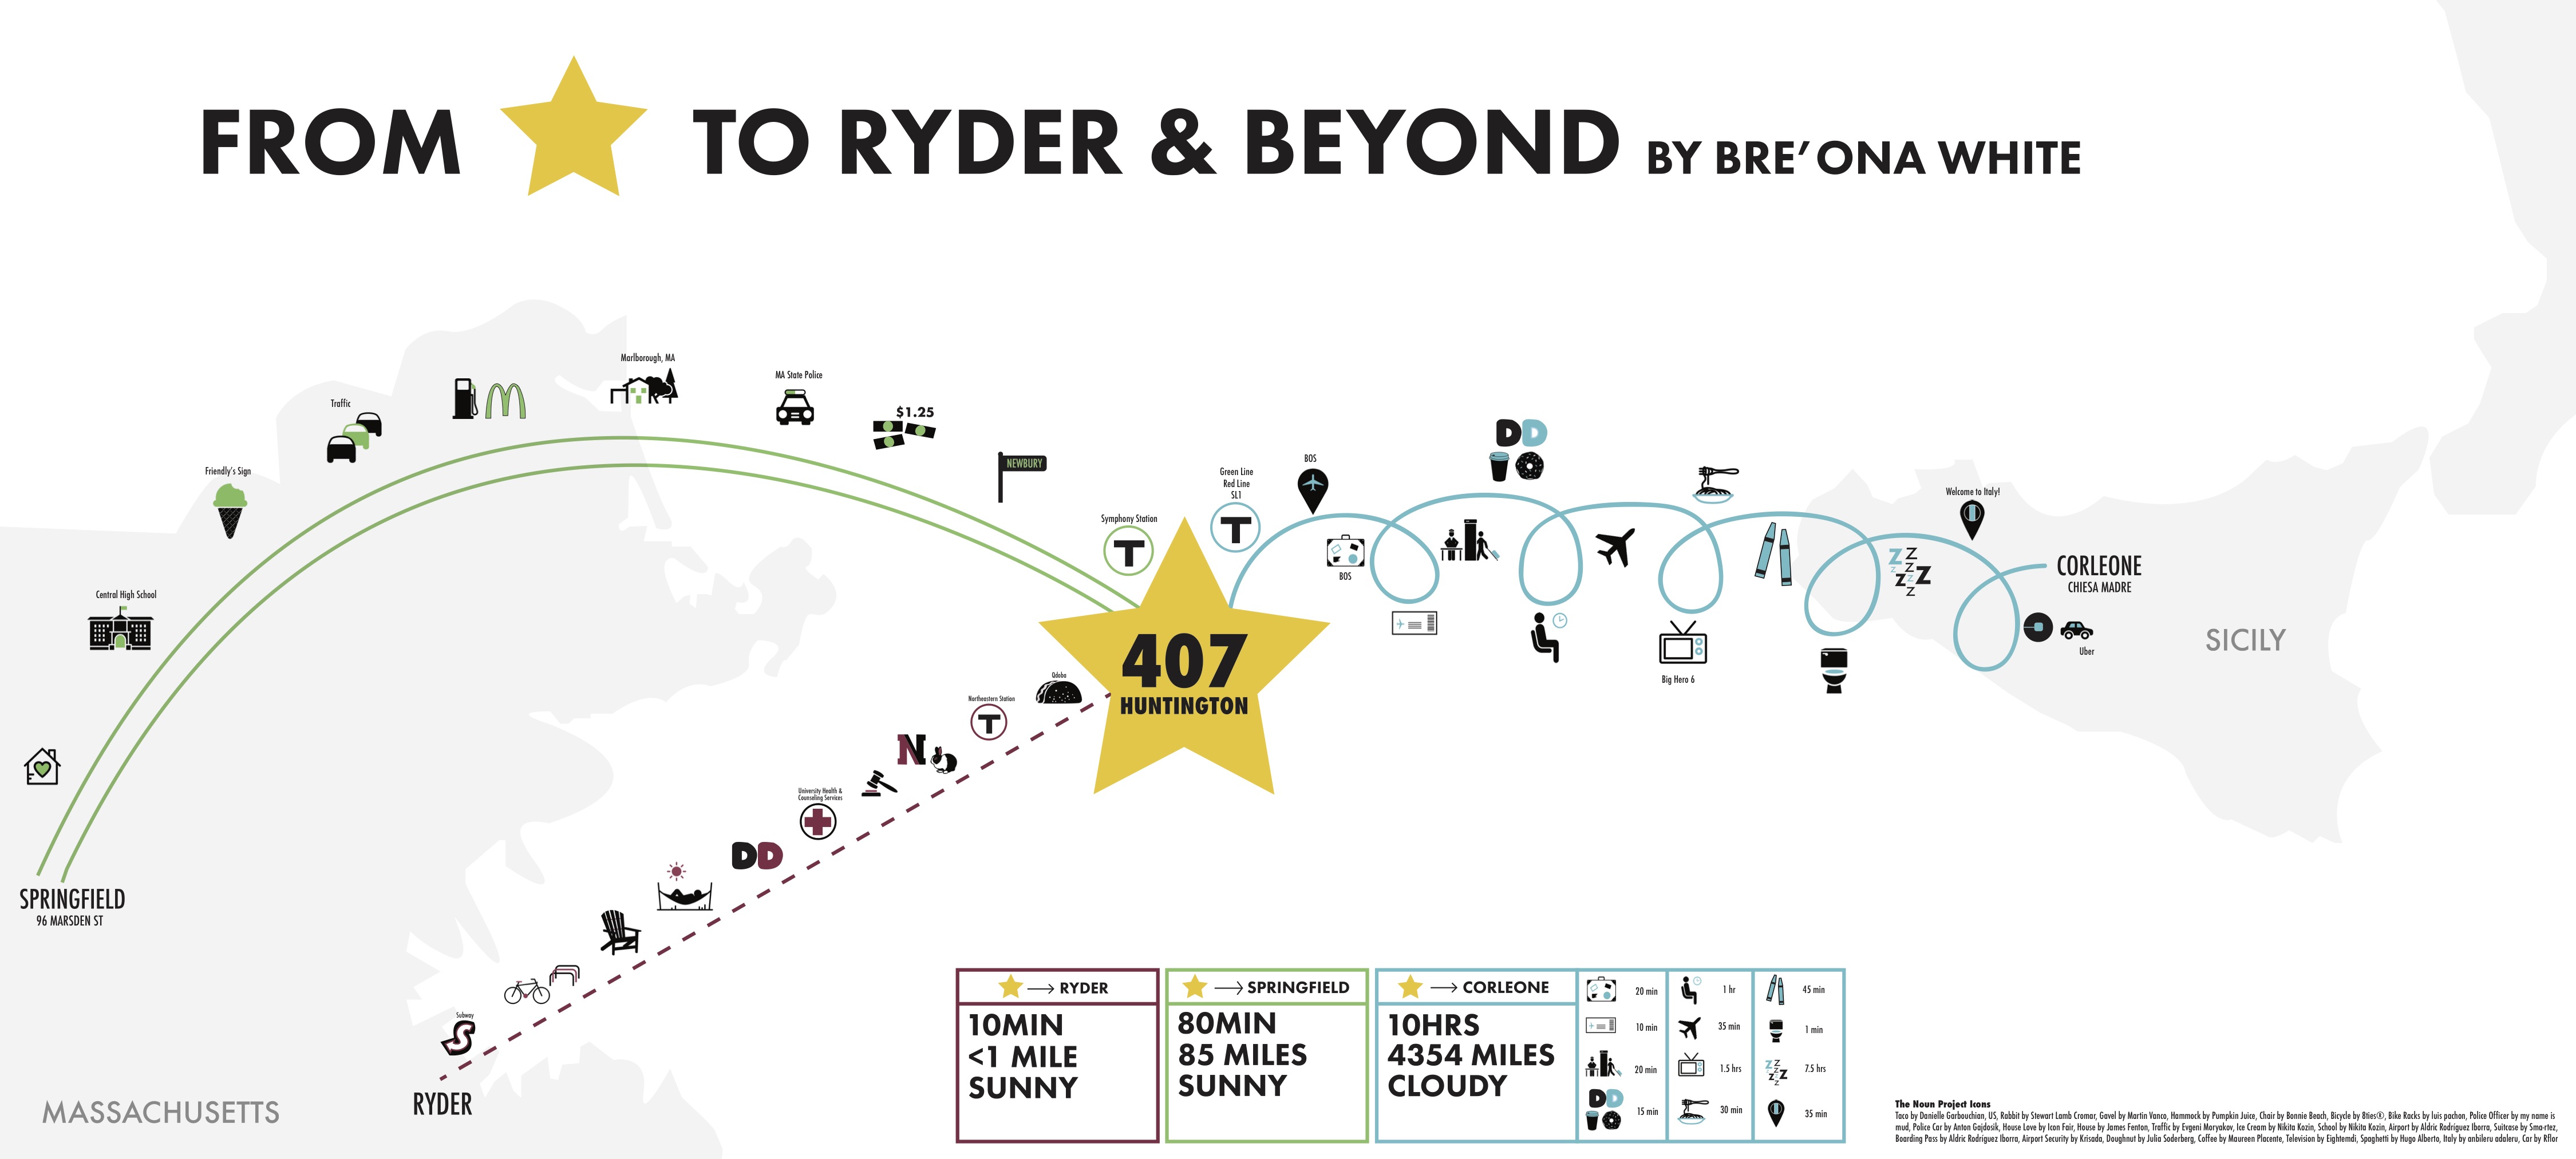 FROM TO RYDER & BEYOND BY BRE'ONA WHITE
Marlborough, MA
MA State Police
Traffic
$1.25
Friendly's Sign
NEWBURY
DD
Green Line
Red Line
SL1
BOS
T
Symphony Station
T
BOS
Welcome to Italy!
Z Z
Z Z Z
Z Z
Z
CORLEONE
CHIESA MADRE
Central High School
407
HUNTINGTON
SICILY
Uber
Big Hero 6
Qdoba
Northeastern Station
T
N
University Health &
Counseling Services
DD
SPRINGFIELD
96 MARSDEN ST
Subway
S
RYDER
MASSACHUSETTS
→ RYDER
10MIN
<1 MILE
SUNNY
→ SPRINGFIELD
80MIN
85 MILES
SUNNY
→ CORLEONE
10HRS
4354 MILES
CLOUDY
20 min
10 min
20 min
DD
15 min
1 hr
35 min
1.5 hrs
30 min
45 min
1 min
7.5 hrs
35 min
The Noun Project Icons
Taco by Danielle Garbouchian, US, Rabbit by Stewart Lamb Cromar, Gavel by Martin Vanco, Hammock by Pumpkin Juice, Chair by Bonnie Beach, Bicycle by 8ties®, Bike Racks by luis pachon, Police Officer by my name is
mud, Police Car by Anton Gajdosik, House Love by Icon Fair, House by James Fenton, Traffic by Evgeni Moryakov, Ice Cream by Nikita Kozin, School by Nikita Kozin, Airport by Aldric Rodríguez Iborra, Suitcase by Sma-rtez,
Boarding Pass by Aldric Rodríguez Iborra, Airport Security by Krisada, Doughnut by Julia Soderberg, Coffee by Maureen Placente, Television by Eightemdi, Spaghetti by Hugo Alberto, Italy by anbileru adaleru, Car by Rflor